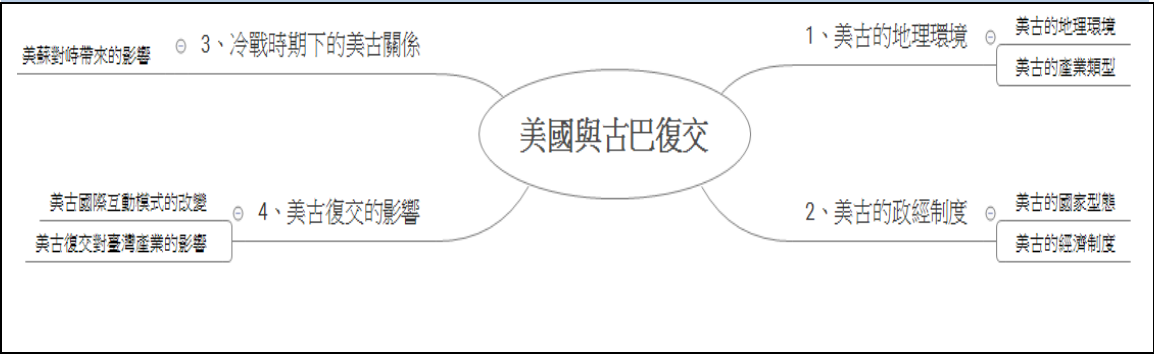 美國與古巴復交
1、美古的地理環境
美古的地理環境
美古的產業類型
2、美古的政經制度
美古的國家型態
美古的經濟制度
3、冷戰時期下的美古關係
美蘇對峙帶來的影響
4、美古復交的影響
美古國際互動模式的改變
美古復交對臺灣產業的影響